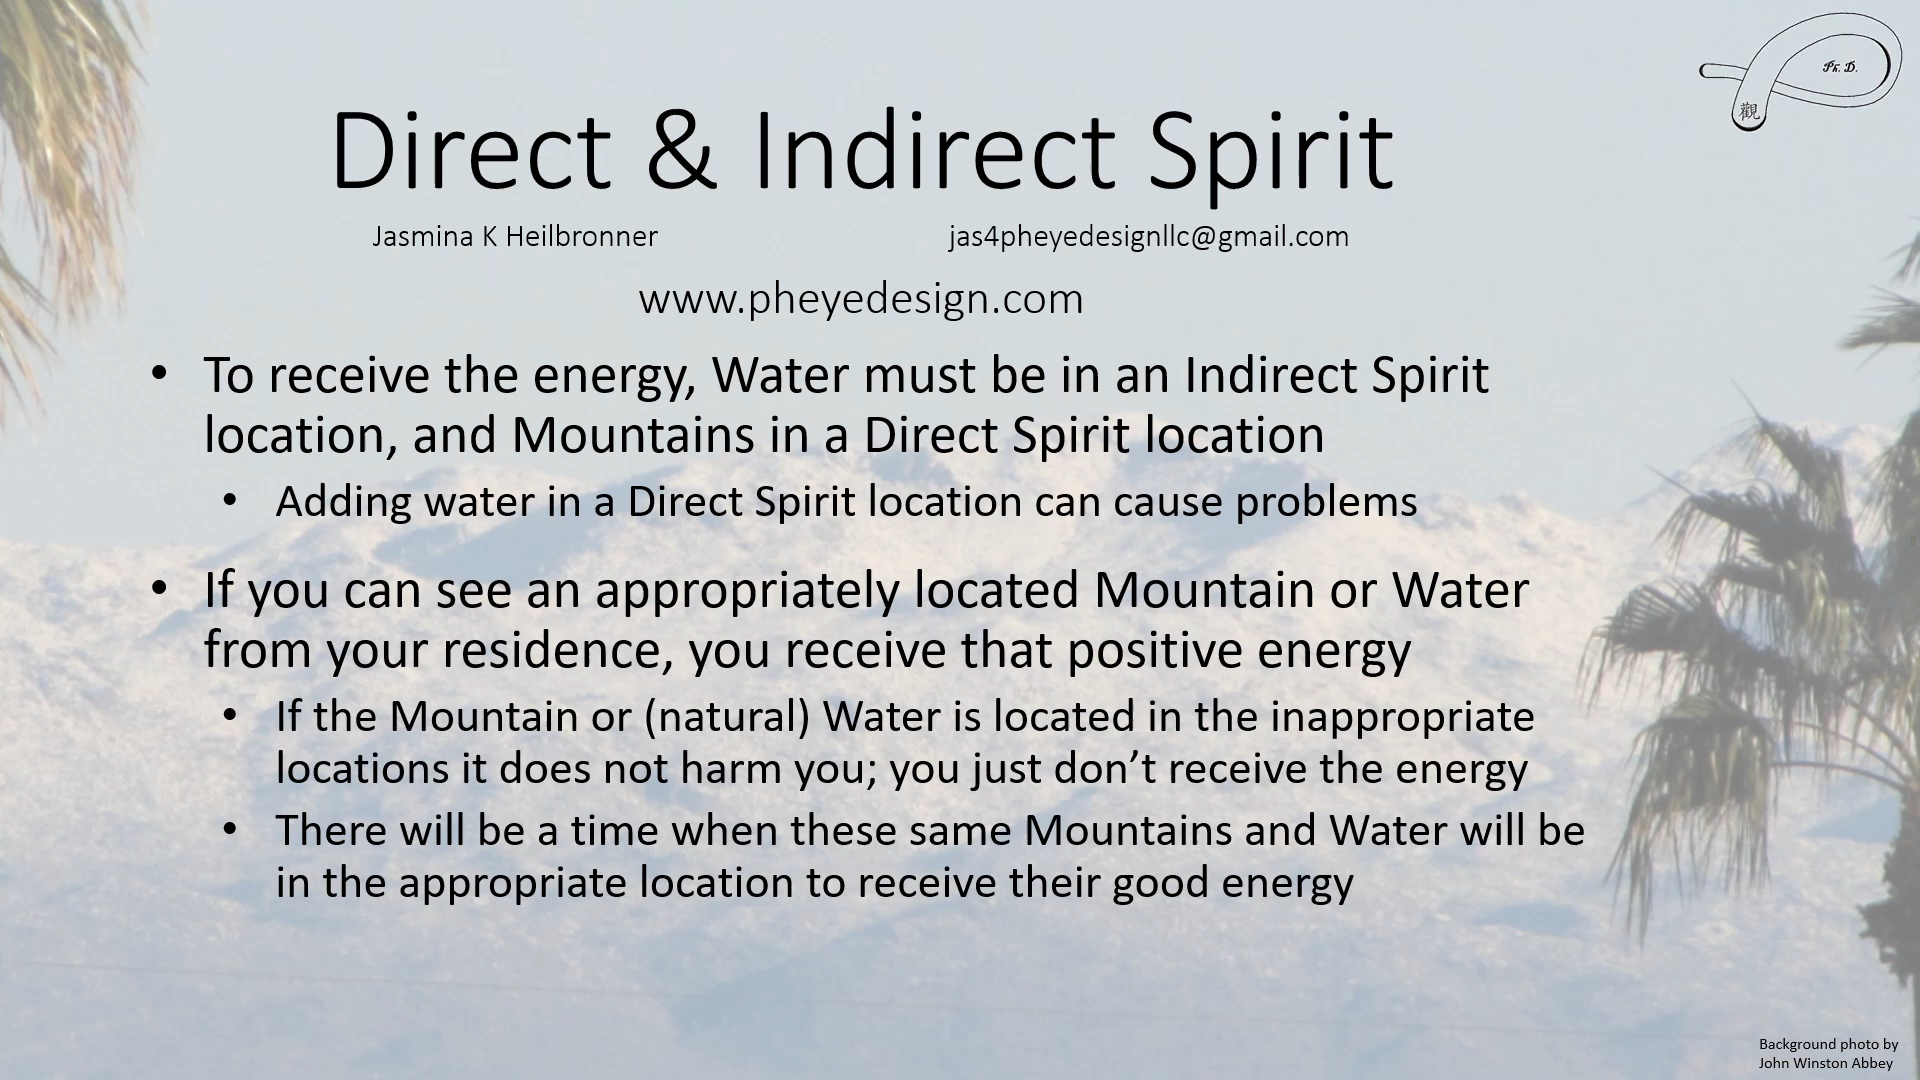 Ph. D.
觀
Direct & Indirect Spirit
Jasmina K Heilbronner jas4pheyedesignllc@gmail.com
www.pheyedesign.com
• To receive the energy, Water must be in an Indirect Spirit
location, and Mountains in a Direct Spirit location
• Adding water in a Direct Spirit location can cause problems
• If you can see an appropriately located Mountain or Water
from your residence, you receive that positive energy
• If the Mountain or (natural) Water is located in the inappropriate
locations it does not harm you; you just don’t receive the energy
• There will be a time when these same Mountains and Water will be
in the appropriate location to receive their good energy
Background photo by
John Winston Abbey